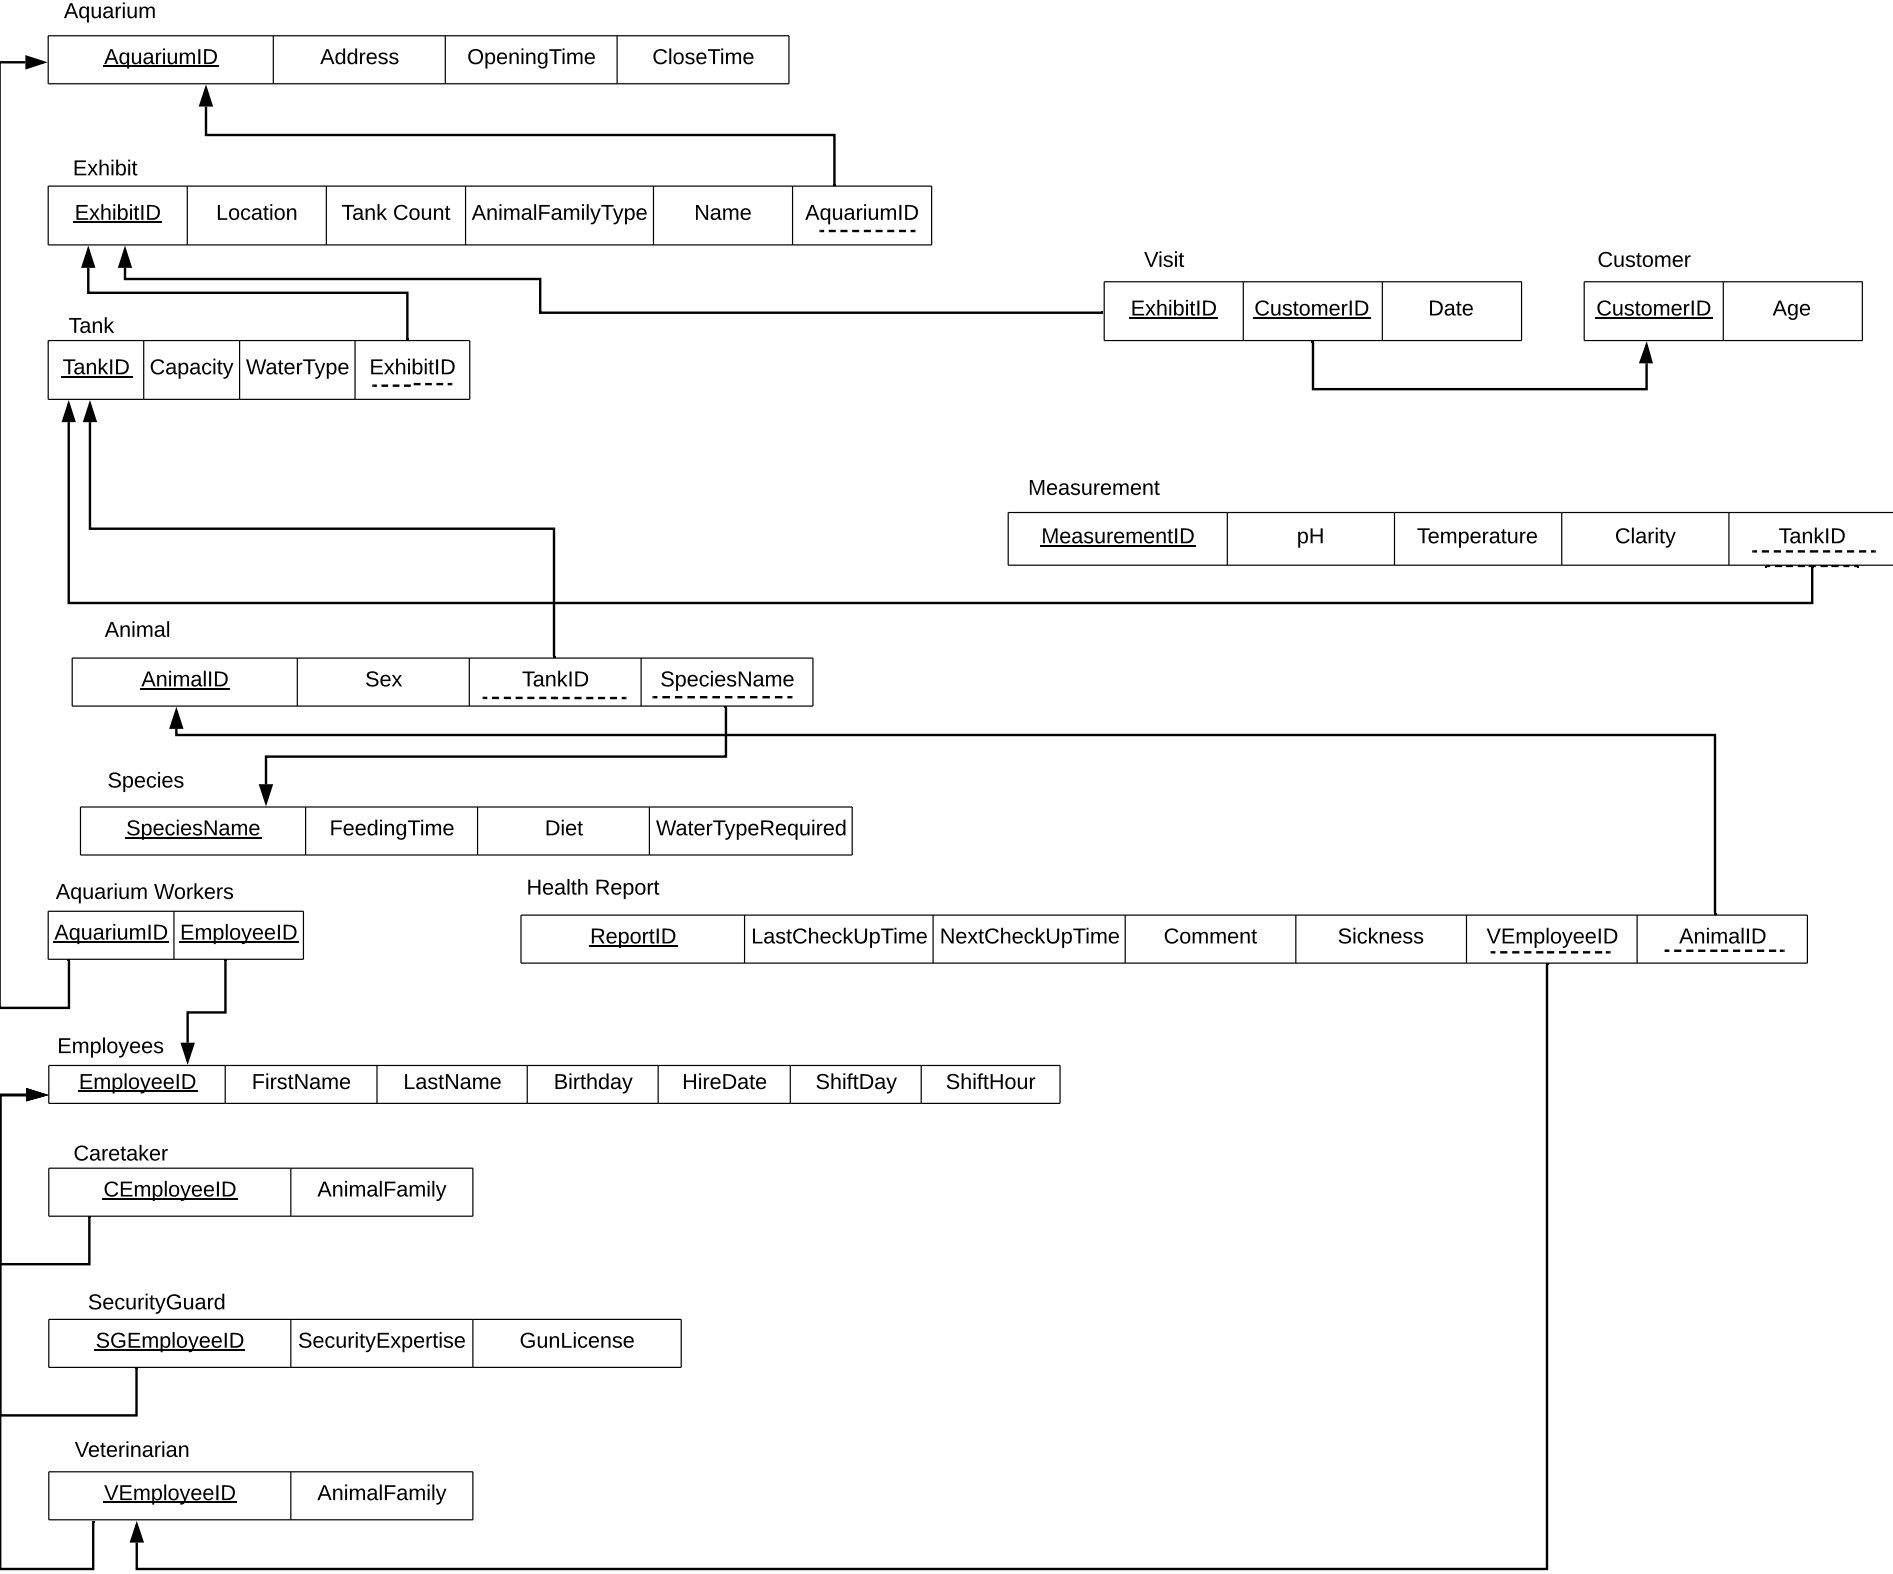 Aquarium
AquariumID Address OpeningTime CloseTime
Exhibit
ExhibitID Location Tank Count AnimalFamilyType Name AquariumID
Visit Customer
ExhibitID CustomerID Date CustomerID Age
Tank
TankID Capacity WaterType ExhibitID
Measurement
MeasurementID pH Temperature Clarity TankID
Animal
AnimalID Sex TankID SpeciesName
Species
SpeciesName FeedingTime Diet WaterTypeRequired
Aquarium Workers
AquariumID EmployeeID
Health Report
ReportID LastCheckUpTime NextCheckUpTime Comment Sickness VEmployeeID AnimalID
Employees
EmployeeID FirstName LastName Birthday HireDate ShiftDay ShiftHour
Caretaker
CEmployeeID AnimalFamily
SecurityGuard
SGEmployeeID SecurityExpertise GunLicense
Veterinarian
VEmployeeID AnimalFamily